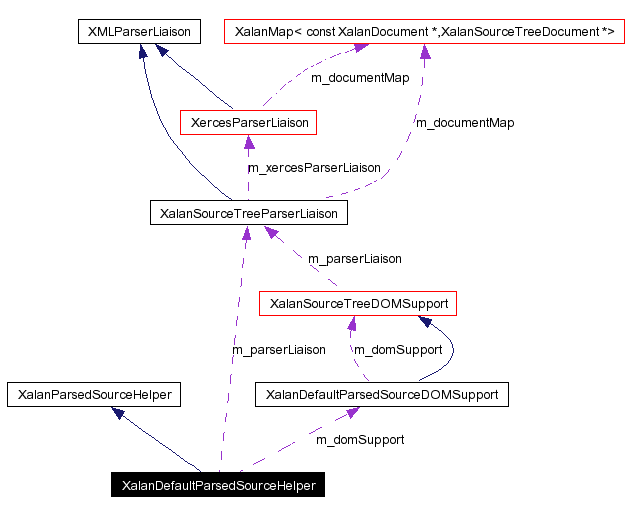 XMLParserLiaison
XalanMap< const XalanDocument *,XalanSourceTreeDocument *>
m_documentMap
XercesParserLiaison
m_documentMap
m_xercesParserLiaison
XalanSourceTreeParserLiaison
m_parserLiaison
XalanSourceTreeDOMSupport
m_parserLiaison
m_domSupport
XalanParsedSourceHelper
XalanDefaultParsedSourceDOMSupport
m_domSupport
XalanDefaultParsedSourceHelper